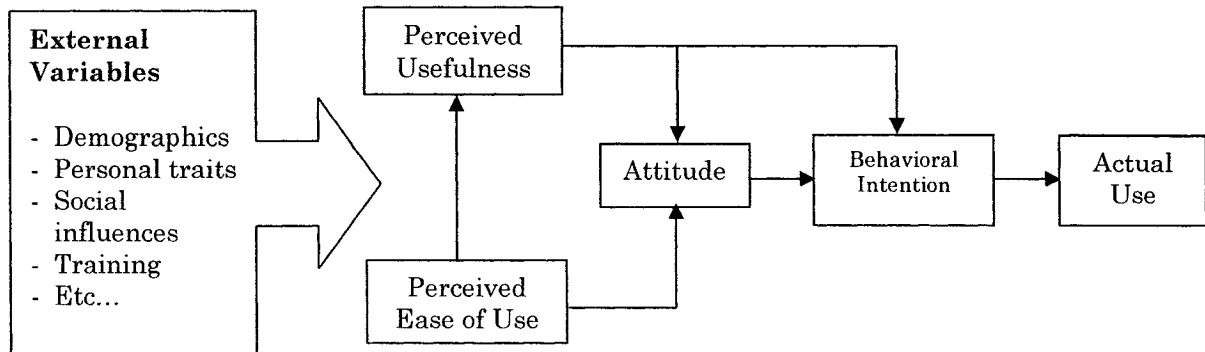 External
Variables
- Demographics
- Personal traits
- Social
influences
- Training
- Etc...
Perceived
Usefulness
Perceived
Ease of Use
Attitude
Behavioral
Intention
Actual
Use